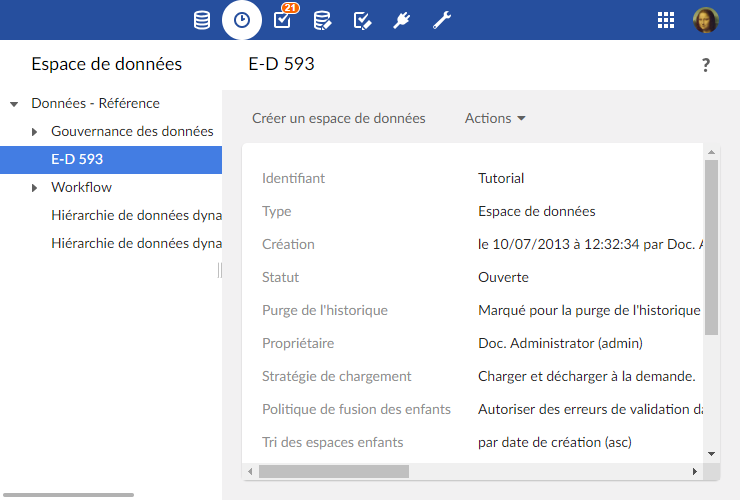 21
Espace de données
E-D 593
?
Données - Référence
Gouvernance des données
E-D 593
Workflow
Hiérarchie de données dyna
Hiérarchie de données dyna
Créer un espace de données
Actions
Identifiant Tutorial
Type Espace de données
Création le 10/07/2013 à 12:32:34 par Doc. A
Statut Ouverte
Purge de l'historique Marqué pour la purge de l'historique
Propriétaire Doc. Administrator (admin)
Stratégie de chargement Charger et décharger à la demande.
Politique de fusion des enfants Autoriser des erreurs de validation da
Tri des espaces enfants par date de création (asc)